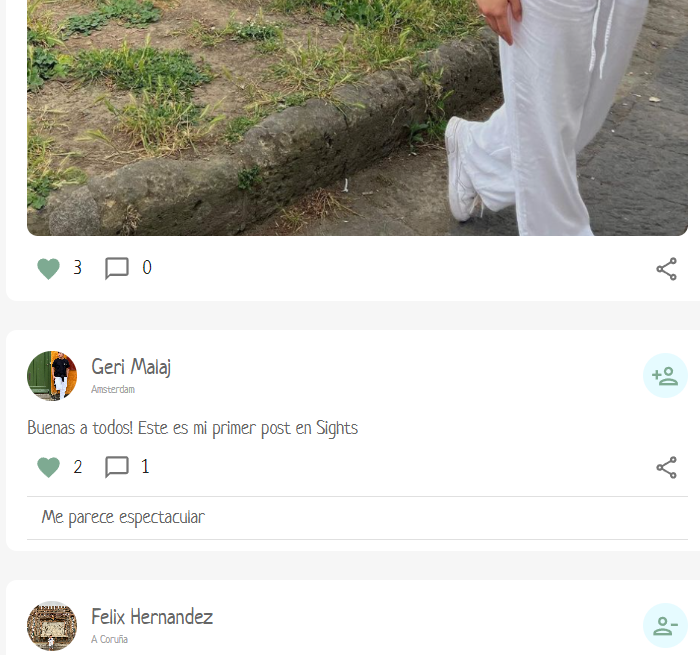 3 0
Geri Malaj
Amsterdam
Buenas a todos! Este es mi primer post en Sights
2 1
Me parece espectacular
Felix Hernandez
A Coruña